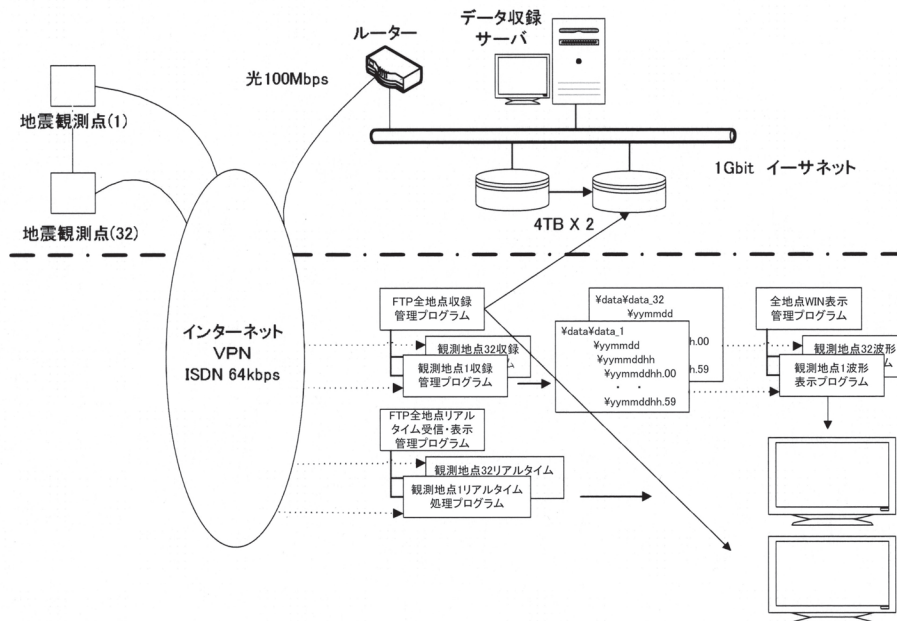 データ収録
サーバ
ルーター
光100Mbps
地震観測点(1)
地震観測点(32)
1Gbit イーサネット
4TB X 2
インターネット
VPN
ISDN 64kbps
FTP全地点収録
管理プログラム
観測地点32収録
ム
観測地点1収録
管理プログラム
FTP全地点リアル
タイム受信・表示
管理プログラム
観測地点32リアルタイム
観測地点1リアルタイム
処理プログラム
¥data¥data_32
¥yymmdd
h.00
h.59
¥data¥data_1
¥yymmdd
¥yymmddhh
¥yymmddhh.00
・ ・
¥yymmddhh.59
全地点WIN表示
管理プログラム
観測地点32波形
ム
観測地点1波形
表示プログラム